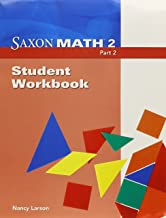 SAXON MATH 2
Part 2
Student
Workbook
Nancy Larson